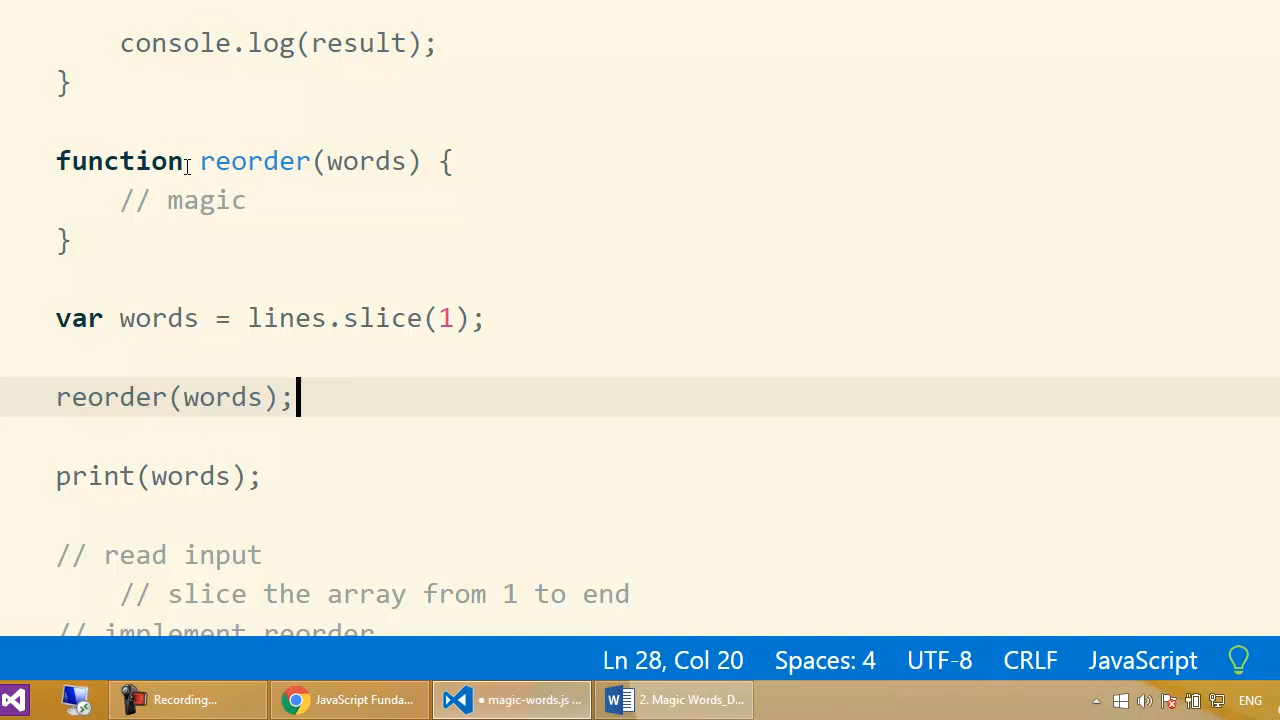 console.log(result);
}
function reorder(words) {
// magic
}
var words = lines.slice(1);
reorder(words);
print(words);
// read input
// slice the array from 1 to end
// implement reorder
Ln 28, Col 20 Spaces: 4 UTF-8 CRLF JavaScript
Recording... JavaScript Funda... • magic-words.js ... 2. Magic Words_D... ENG